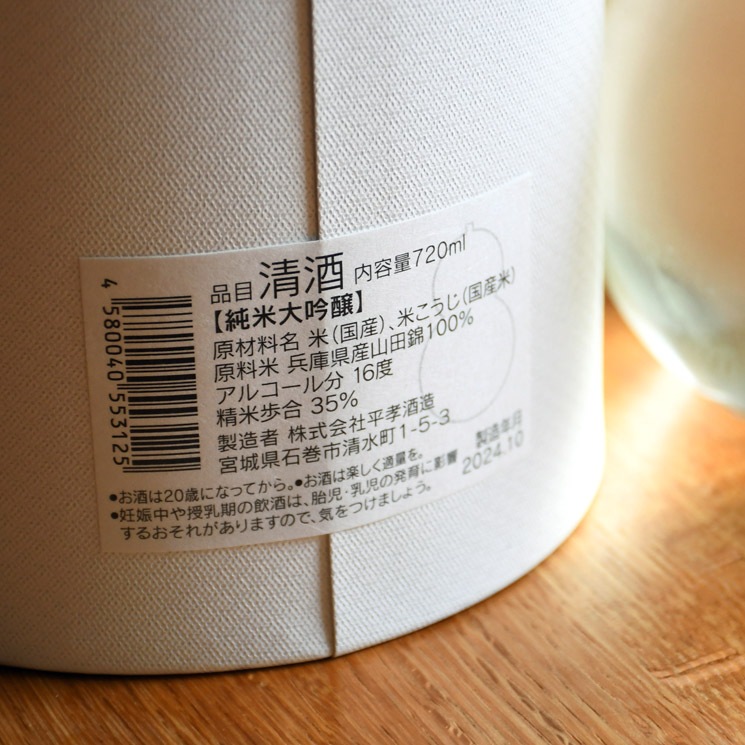 品目 清酒 内容量720ml
【純米大吟醸】
原材料名 米(国産)、米こうじ(国産米)
原料米 兵庫県産山田錦100%
アルコール分 16度
精米歩合 35%
製造者 株式会社平孝酒造
宮城県石巻市清水町1-5-3
製造年月
2024.10
●お酒は20歳になってから。●お酒は楽しく適量を。
●妊娠中や授乳期の飲酒は、胎児・乳児の発育に影響
するおそれがありますので、気をつけましょう。
4 580040 553125